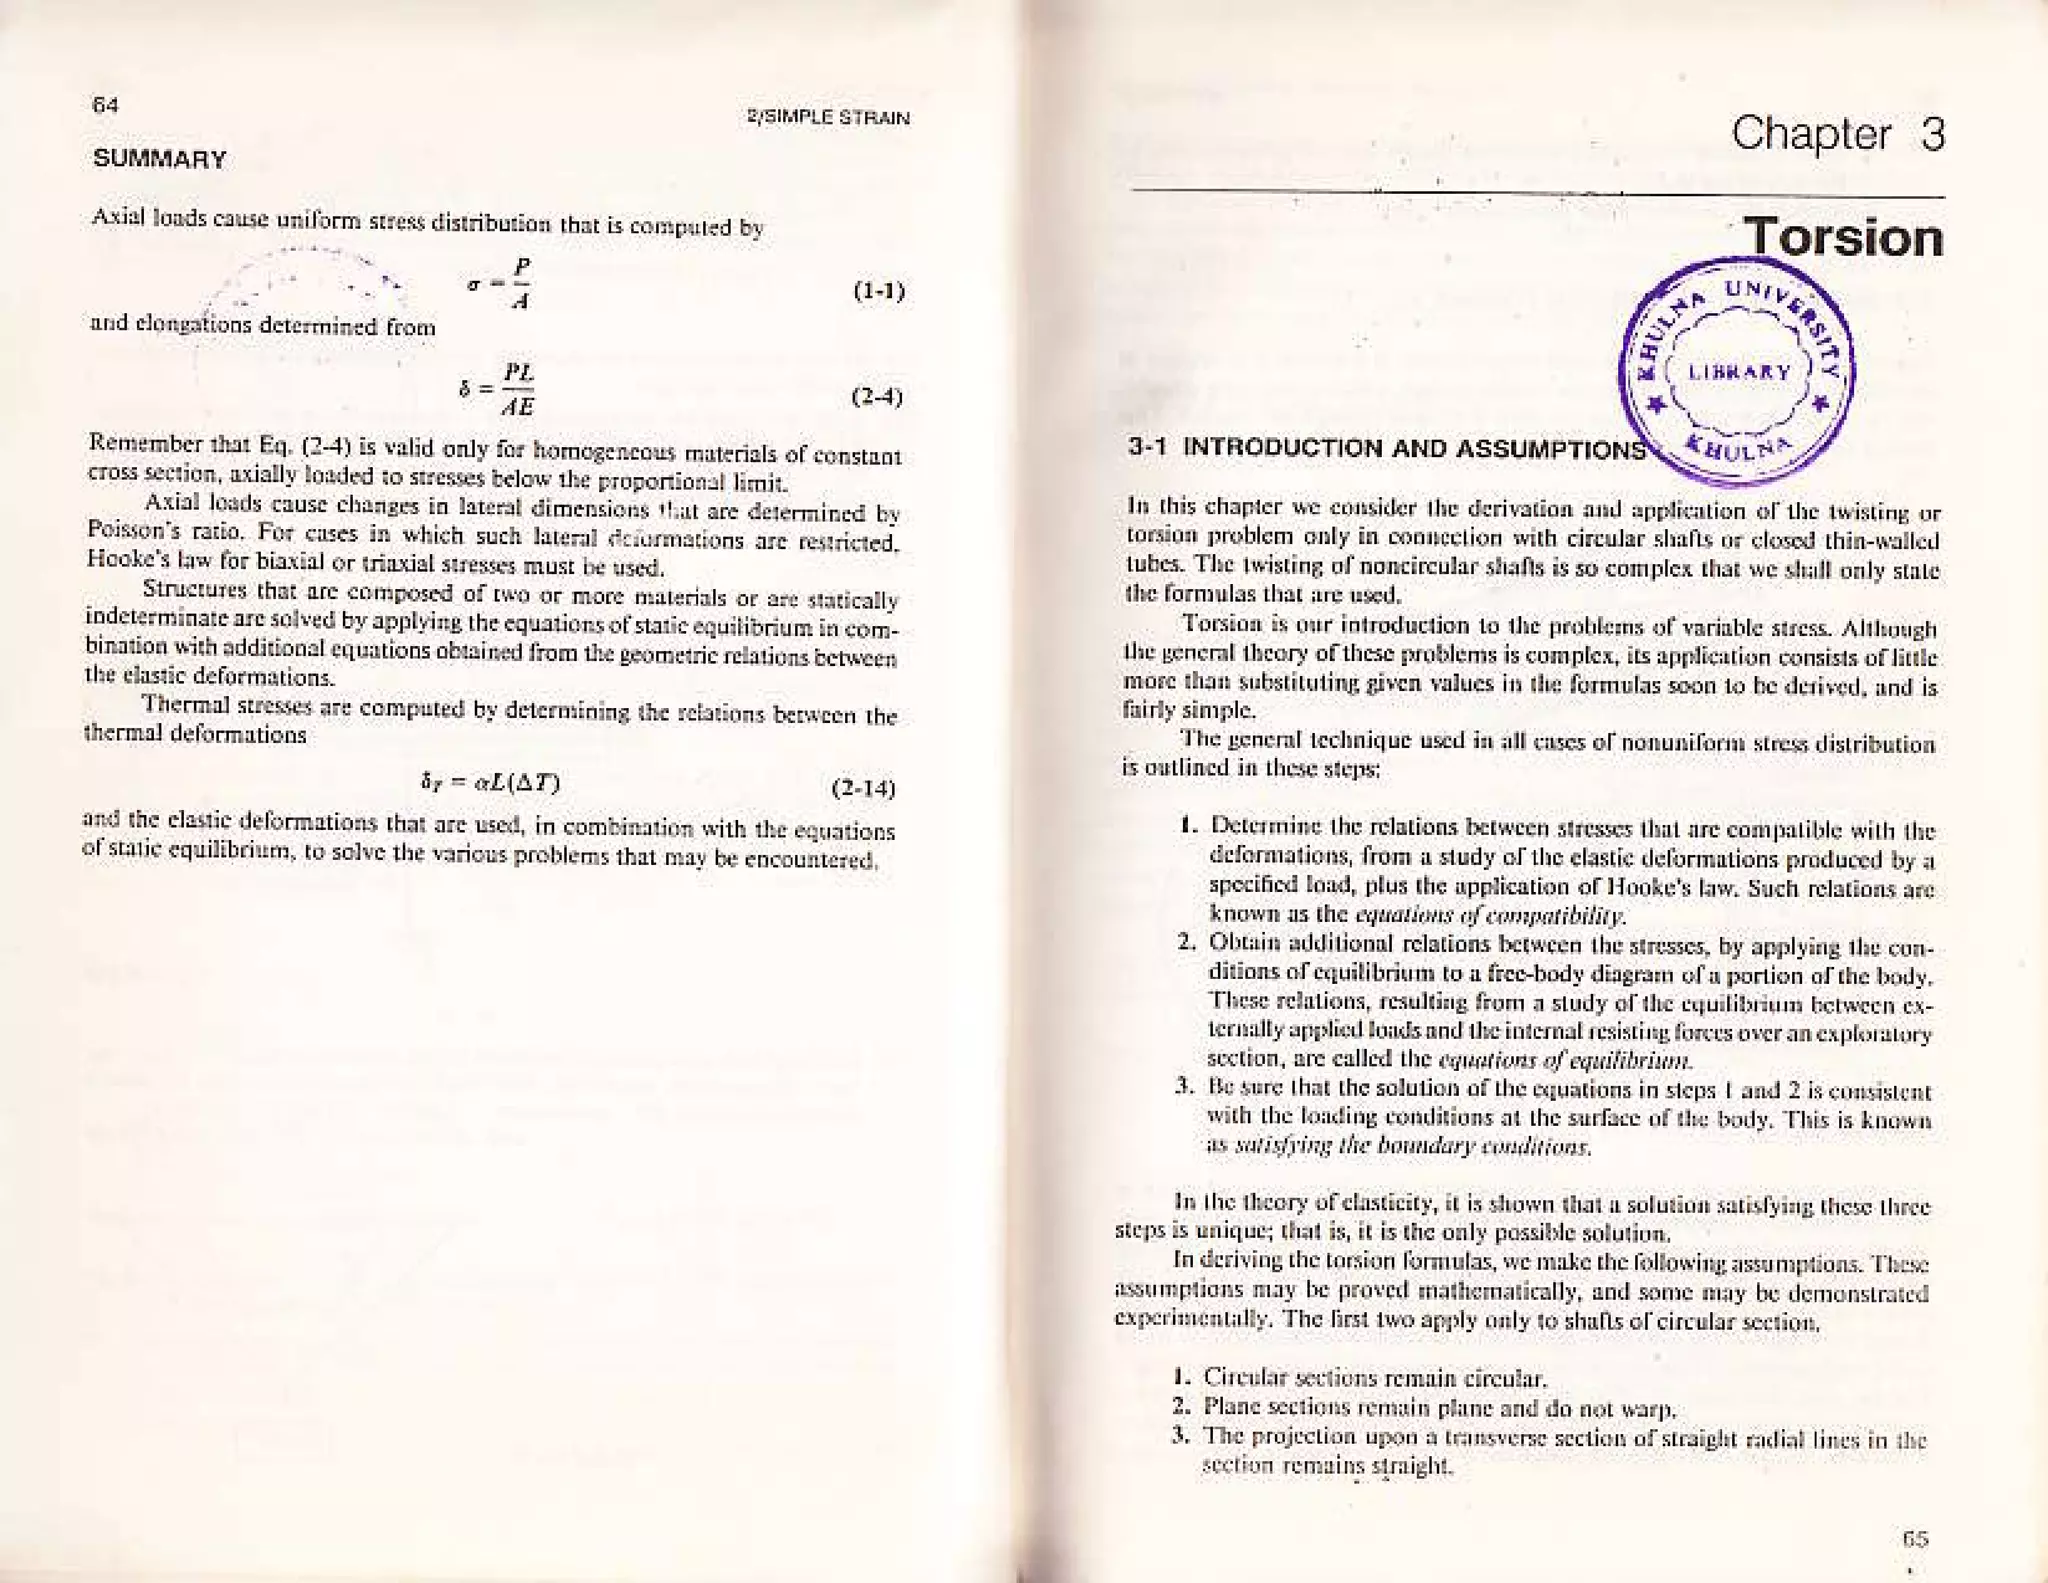 64
2/SIMPLE STRAIN
SUMMARY
Axial loads cause uniform stress distribution that is computed by
σ = P/A (1-1)
and elongations determined from
δ = PL/AE (2-4)
Remember that Eq. (2-4) is valid only for homogeneous materials of constant
cross section, axially loaded to stresses below the proportional limit.
Axial loads cause changes in lateral dimensions that are determined by
Poisson's ratio. For cases in which such lateral deformations are restricted,
Hooke's law for biaxial or triaxial stresses must be used.
Structures that are composed of two or more materials or are statically
indeterminate are solved by applying the equations of static equilibrium in com-
bination with additional equations obtained from the geometric relations between
the elastic deformations.
Thermal stresses are computed by determining the relations between the
thermal deformations
δT = αL(ΔT) (2-14)
and the elastic deformations that are used, in combination with the equations
of static equilibrium, to solve the various problems that may be encountered.
Chapter 3
Torsion
KHULNA UNIVERSITY
LIBRARY
★ KHULNA ★
3-1 INTRODUCTION AND ASSUMPTIONS
In this chapter we consider the derivation and application of the twisting or
torsion problem only in connection with circular shafts or closed thin-walled
tubes. The twisting of noncircular shafts is so complex that we shall only state
the formulas that are used.
Torsion is our introduction to the problems of variable stress. Although
the general theory of these problems is complex, its application consists of little
more than substituting given values in the formulas soon to be derived, and is
fairly simple.
The general technique used in all cases of nonuniform stress distribution
is outlined in these steps:
1. Determine the relations between stresses that are compatible with the
deformations, from a study of the elastic deformations produced by a
specified load, plus the application of Hooke's law. Such relations are
known as the equations of compatibility.
2. Obtain additional relations between the stresses, by applying the con-
ditions of equilibrium to a free-body diagram of a portion of the body.
These relations, resulting from a study of the equilibrium between ex-
ternally applied loads and the internal resisting forces over an exploratory
section, are called the equations of equilibrium.
3. Be sure that the solution of the equations in steps 1 and 2 is consistent
with the loading conditions at the surface of the body. This is known
as satisfying the boundary conditions.
In the theory of elasticity, it is shown that a solution satisfying these three
steps is unique; that is, it is the only possible solution.
In deriving the torsion formulas, we make the following assumptions. These
assumptions may be proved mathematically, and some may be demonstrated
experimentally. The first two apply only to shafts of circular section.
1. Circular sections remain circular.
2. Plane sections remain plane and do not warp.
3. The projection upon a transverse section of straight radial lines in the
section remains straight.
65